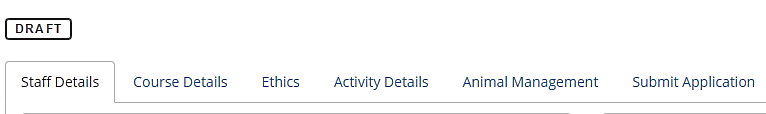 DRAFT
Staff Details Course Details Ethics Activity Details Animal Management Submit Application